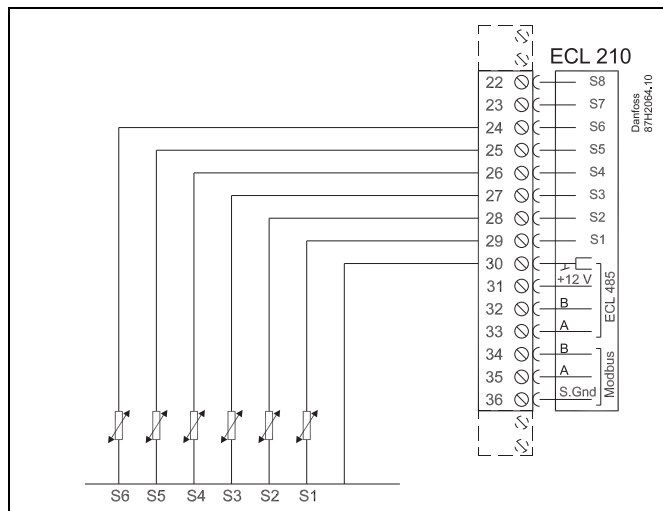 ECL 210
22 S8
23 S7
24 S6
25 S5
26 S4
27 S3
28 S2
29 S1
30
31 +12 V
32 B
33 A
ECL 485
34 B
35 A
36 S.Gnd
Modbus
Danfoss
87H2064.10
S6 S5 S4 S3 S2 S1